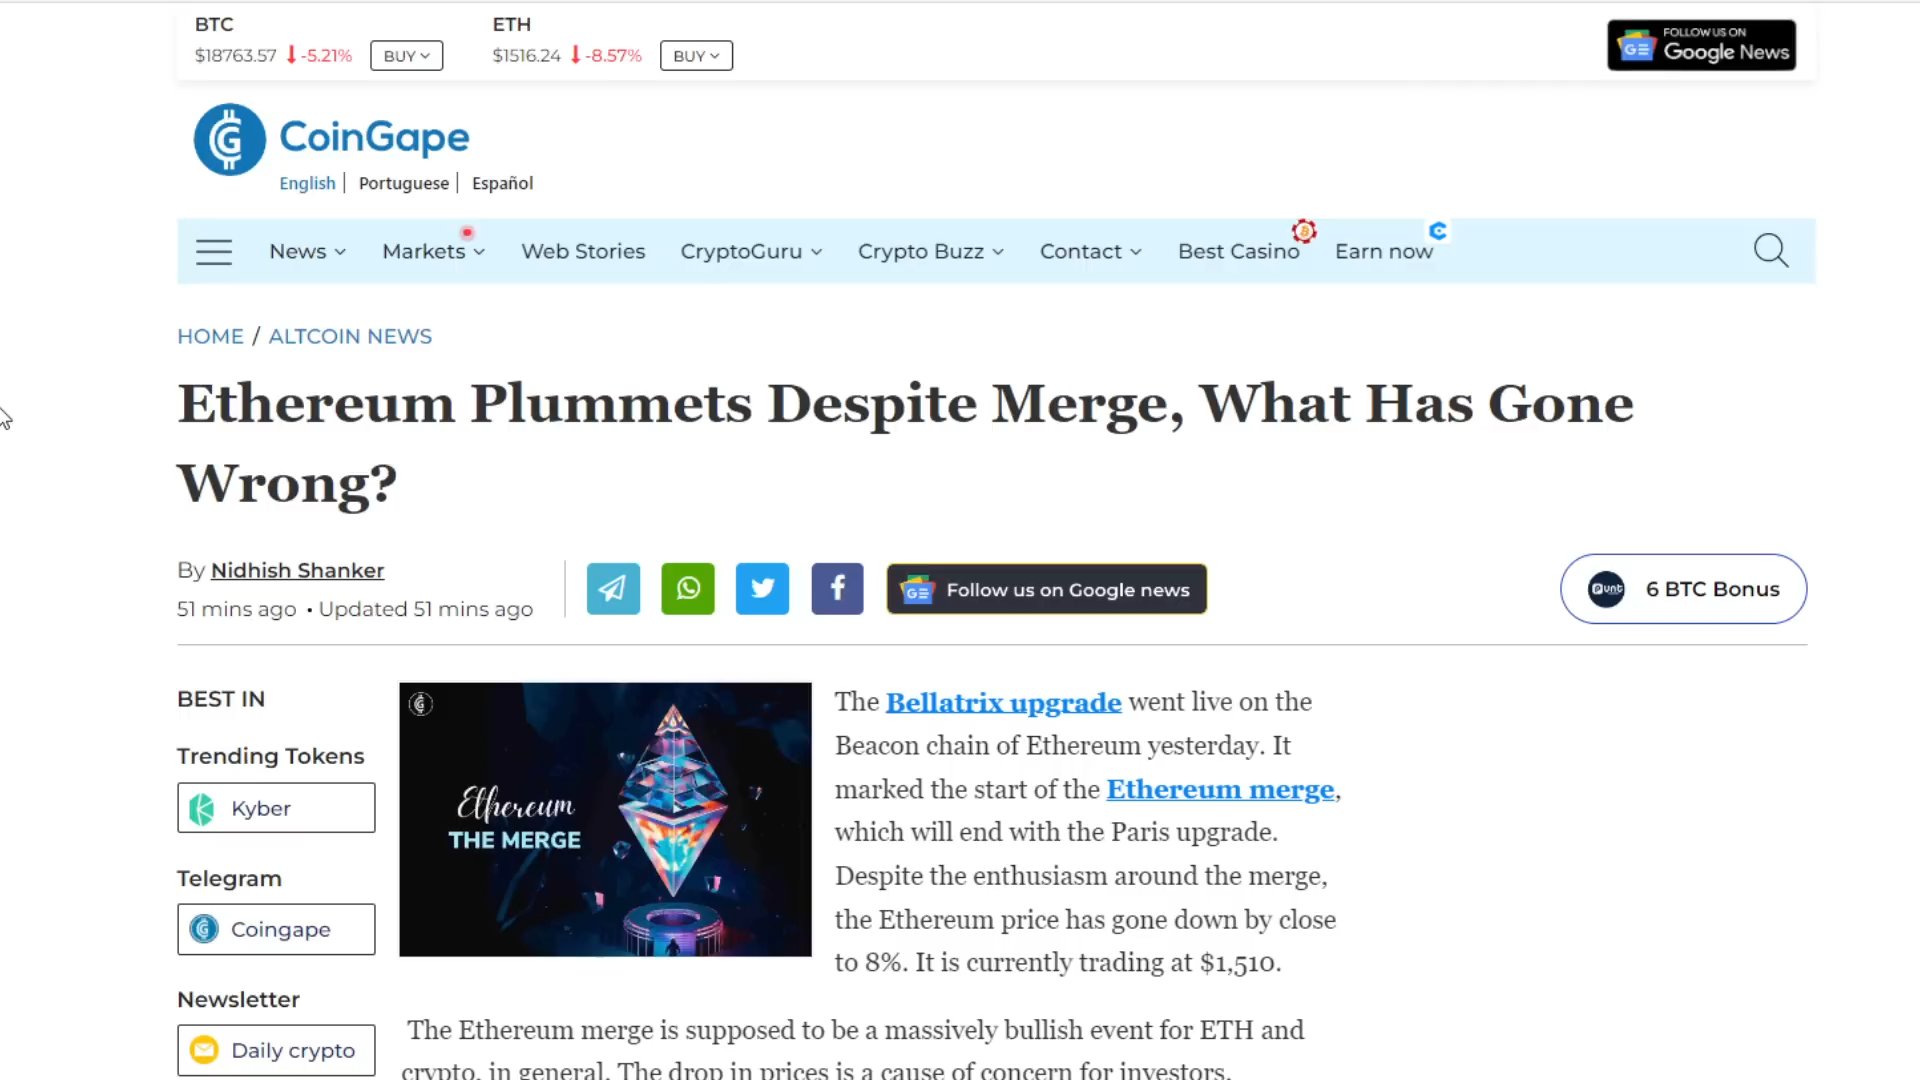 BTC
$18763.57 -5.21% BUY
ETH
$1516.24 -8.57% BUY
FOLLOW US ON
Google News
CoinGape
English | Portuguese | Español
News Markets Web Stories CryptoGuru Crypto Buzz Contact Best Casino Earn now
HOME / ALTCOIN NEWS
Ethereum Plummets Despite Merge, What Has Gone
Wrong?
By Nidhish Shanker
51 mins ago • Updated 51 mins ago
Follow us on Google news
Punt 6 BTC Bonus
BEST IN
Trending Tokens
Kyber
Telegram
Coingape
Newsletter
Daily crypto
Ethereum
THE MERGE
The Bellatrix upgrade went live on the
Beacon chain of Ethereum yesterday. It
marked the start of the Ethereum merge,
which will end with the Paris upgrade.
Despite the enthusiasm around the merge,
the Ethereum price has gone down by close
to 8%. It is currently trading at $1,510.
The Ethereum merge is supposed to be a massively bullish event for ETH and
crypto, in general. The drop in prices is a cause of concern for investors.